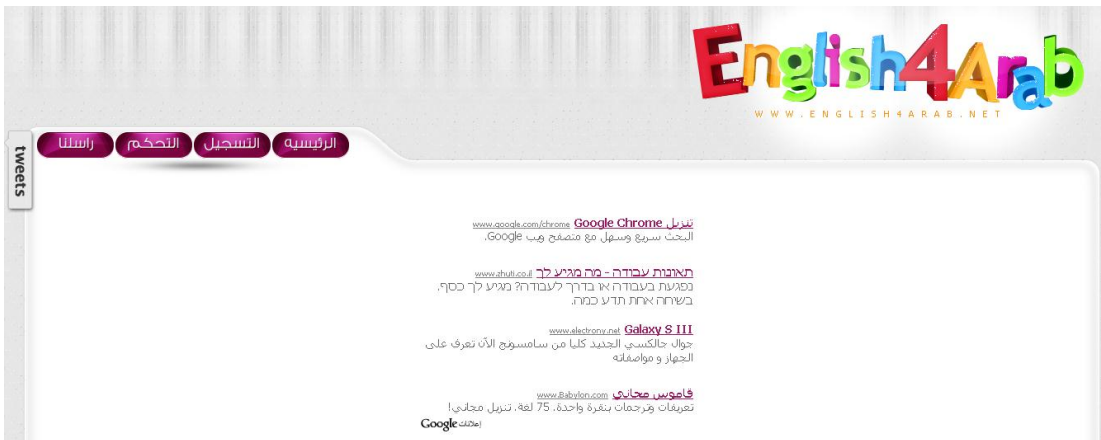 English4Arab
WWW.ENGLISH4ARAB.NET
الرئيسيه
التسجيل
التحكم
راسلنا
tweets
تنزيل Google Chrome www.google.com/chrome
البحث سريع وسهل مع متصفح ويب Google.
תאונות עבודה - מה מגיע לך www.zhuti.co.il
נפגעת בעבודה או בדרך לעבודה? מגיע לך כסף.
בשיחה אחת תדע כמה.
Galaxy S III www.electrony.net
جوال جالكسي الجديد كليا من سامسونج الآن تعرف على
الجهاز و مواصفاته
قاموس مجاني www.Babylon.com
تعريفات وترجمات بنقرة واحدة. 75 لغة. تنزيل مجاني!
إعلانات Google